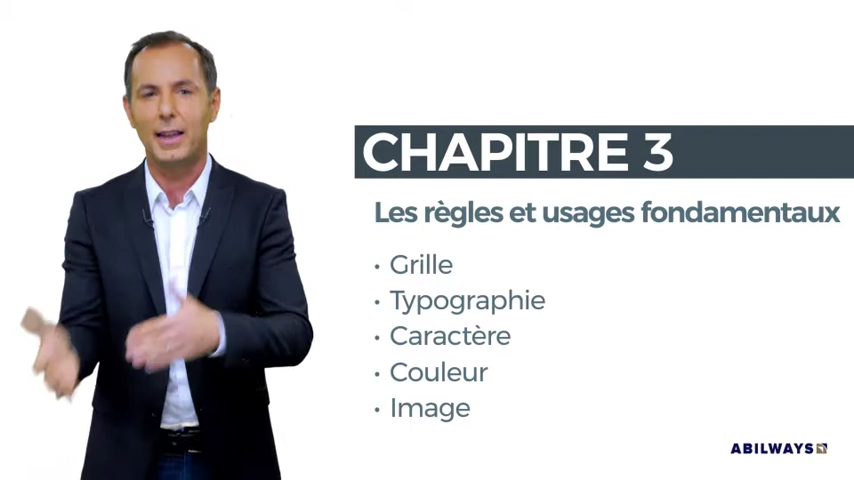 CHAPITRE 3
Les règles et usages fondamentaux
• Grille
• Typographie
• Caractère
• Couleur
• Image
ABILWAYS